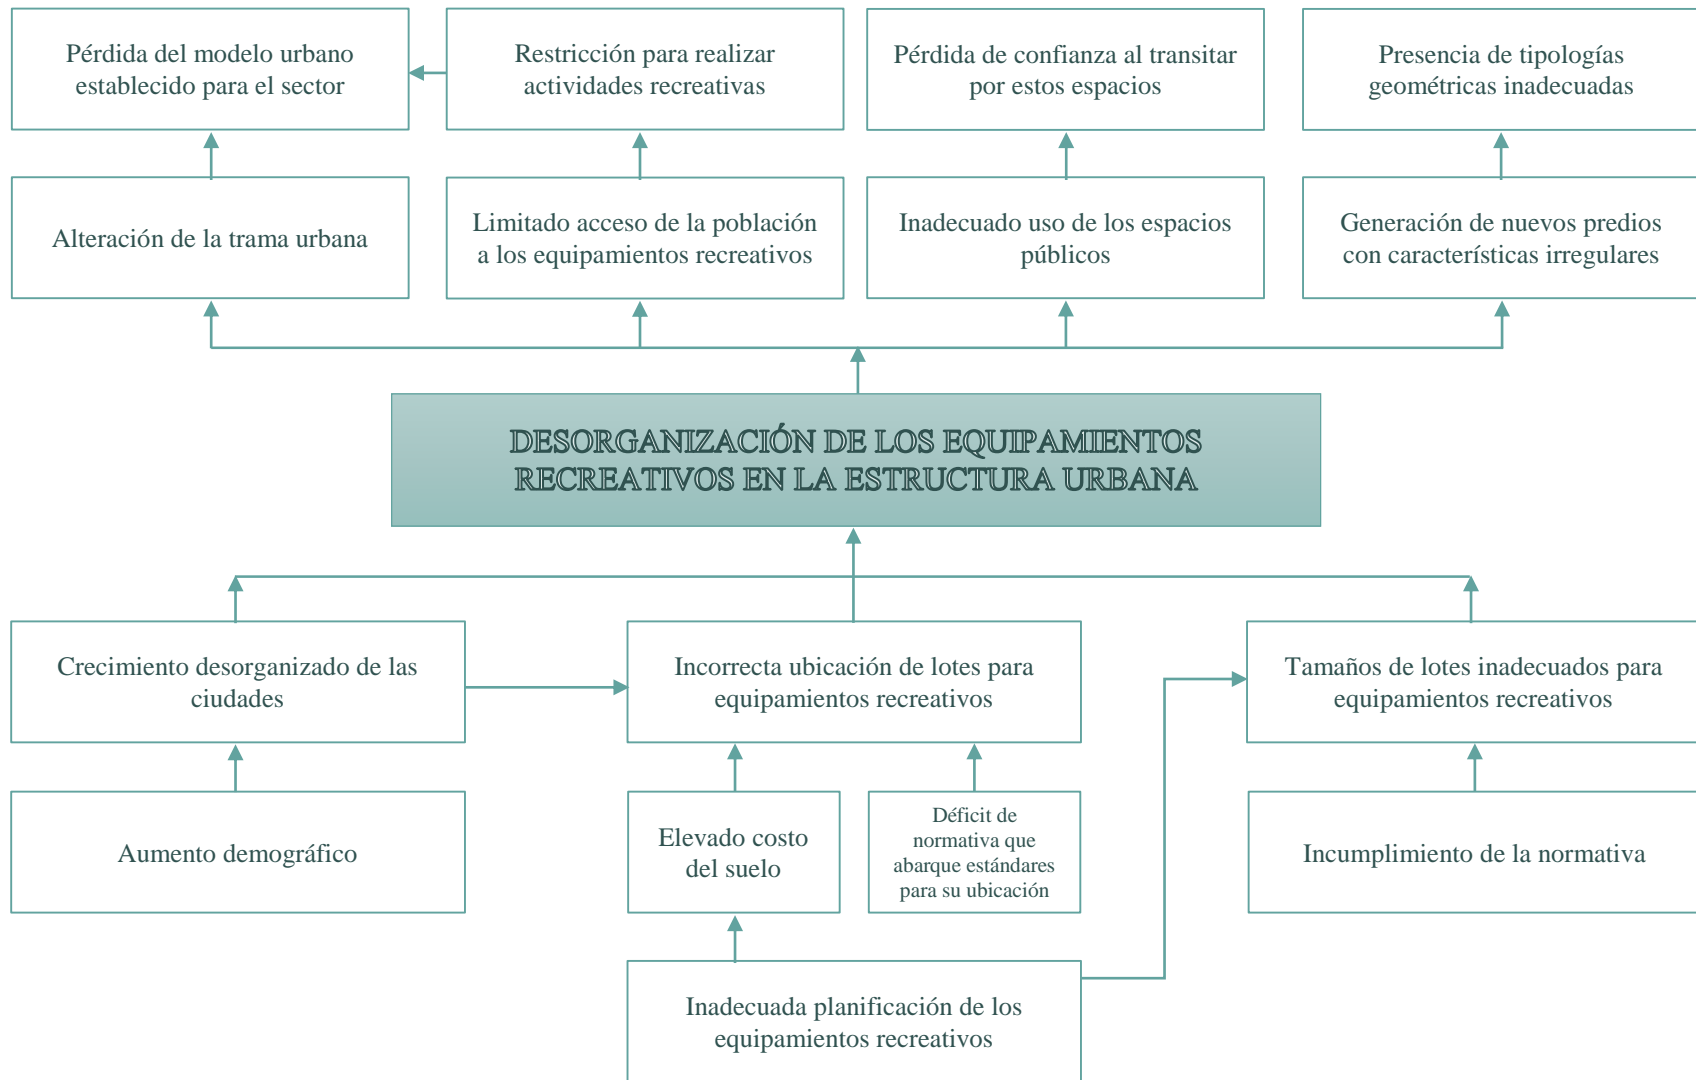 Pérdida del modelo urbano
establecido para el sector
Restricción para realizar
actividades recreativas
Pérdida de confianza al transitar
por estos espacios
Presencia de tipologías
geométricas inadecuadas
Alteración de la trama urbana
Limitado acceso de la población
a los equipamientos recreativos
Inadecuado uso de los espacios
públicos
Generación de nuevos predios
con características irregulares
DESORGANIZACIÓN DE LOS EQUIPAMIENTOS
RECREATIVOS EN LA ESTRUCTURA URBANA
Crecimiento desorganizado de las
ciudades
Incorrecta ubicación de lotes para
equipamientos recreativos
Tamaños de lotes inadecuados para
equipamientos recreativos
Aumento demográfico
Elevado costo
del suelo
Déficit de
normativa que
abarque estándares
para su ubicación
Incumplimiento de la normativa
Inadecuada planificación de los
equipamientos recreativos